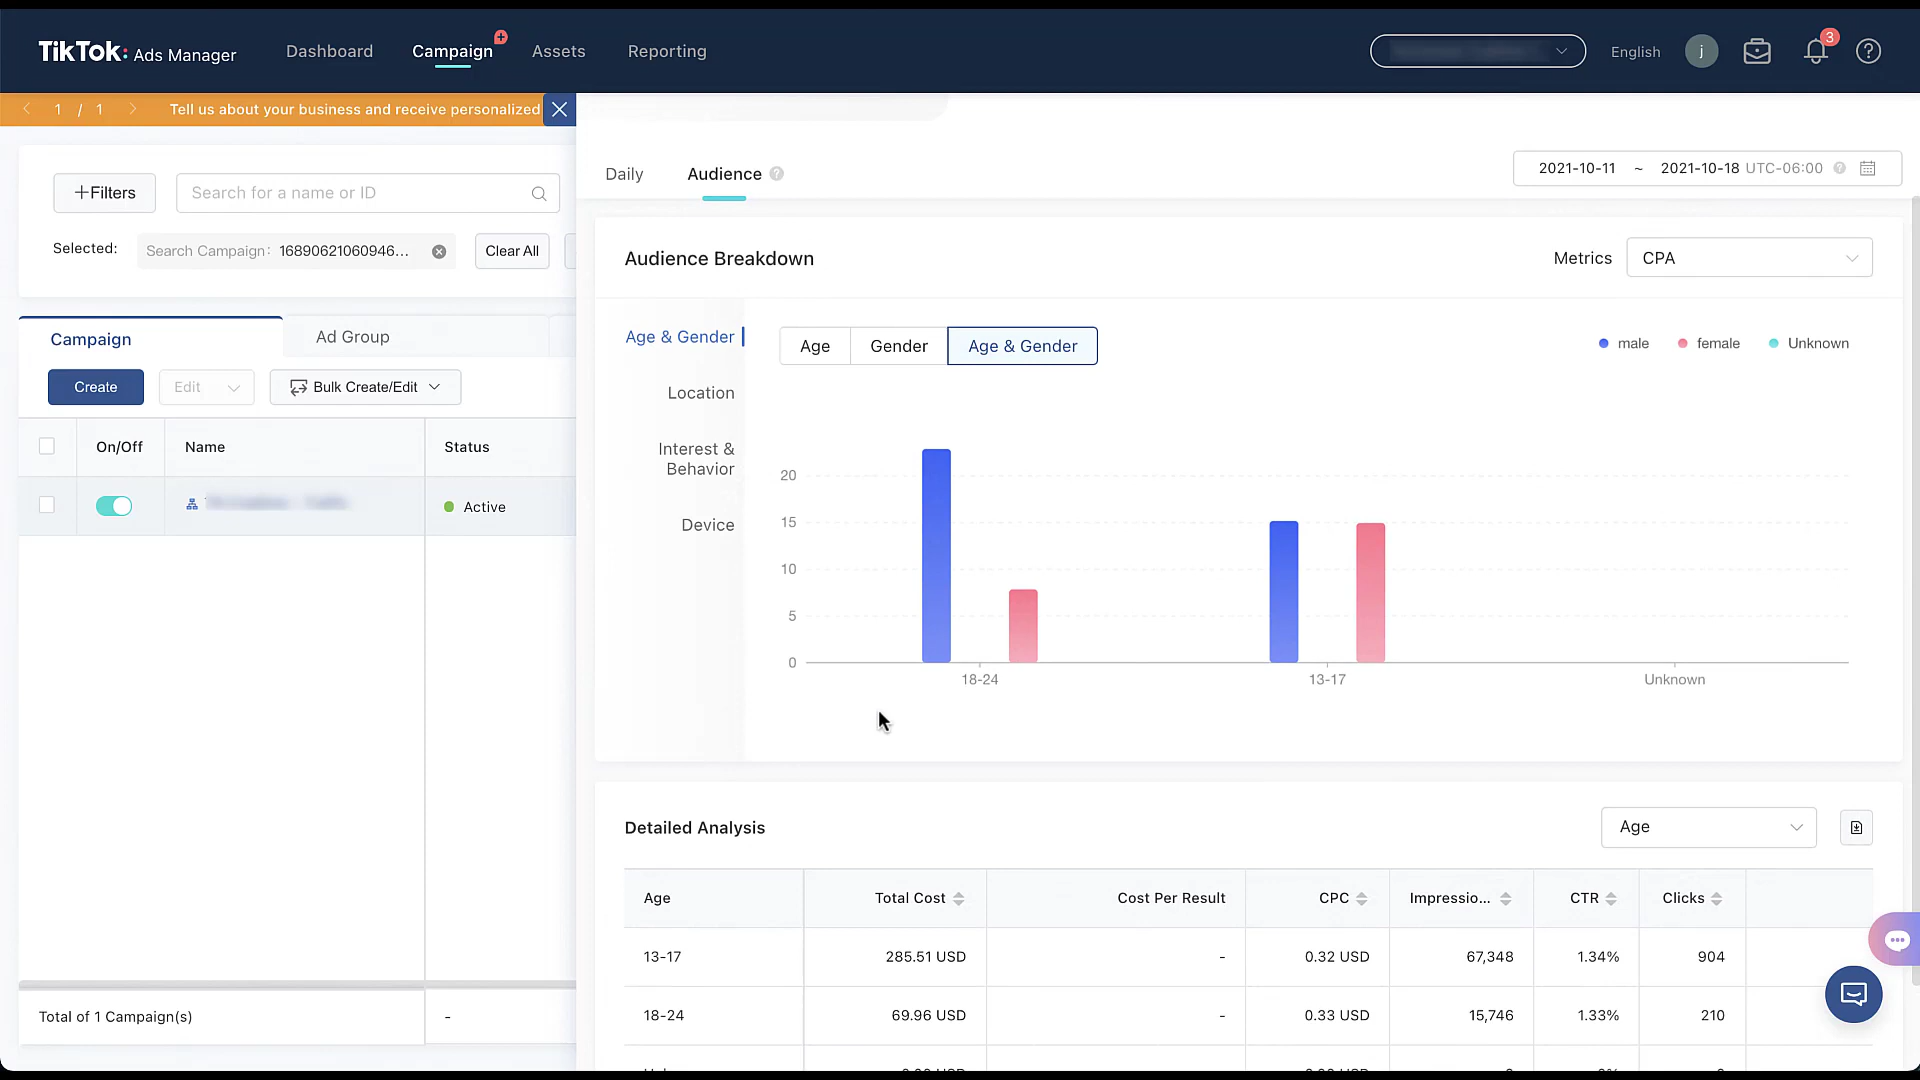 TikTok: Ads Manager
Dashboard
Campaign
Assets
Reporting
English
j
3
1 / 1
Tell us about your business and receive personalized
+Filters
Search for a name or ID
Selected:
Search Campaign: 16890621060946...
Clear All
Campaign
Ad Group
Create
Edit
Bulk Create/Edit
On/Off
Name
Status
Active
Total of 1 Campaign(s)
-
Daily
Audience
2021-10-11 ~ 2021-10-18 UTC-06:00
Audience Breakdown
Metrics
CPA
Age & Gender
Location
Interest &
Behavior
Device
Age
Gender
Age & Gender
male
female
Unknown
20
15
10
5
0
18-24
13-17
Unknown
Detailed Analysis
Age
Age Total Cost Cost Per Result CPC Impressio... CTR Clicks
13-17 285.51 USD - 0.32 USD 67,348 1.34% 904
18-24 69.96 USD - 0.33 USD 15,746 1.33% 210